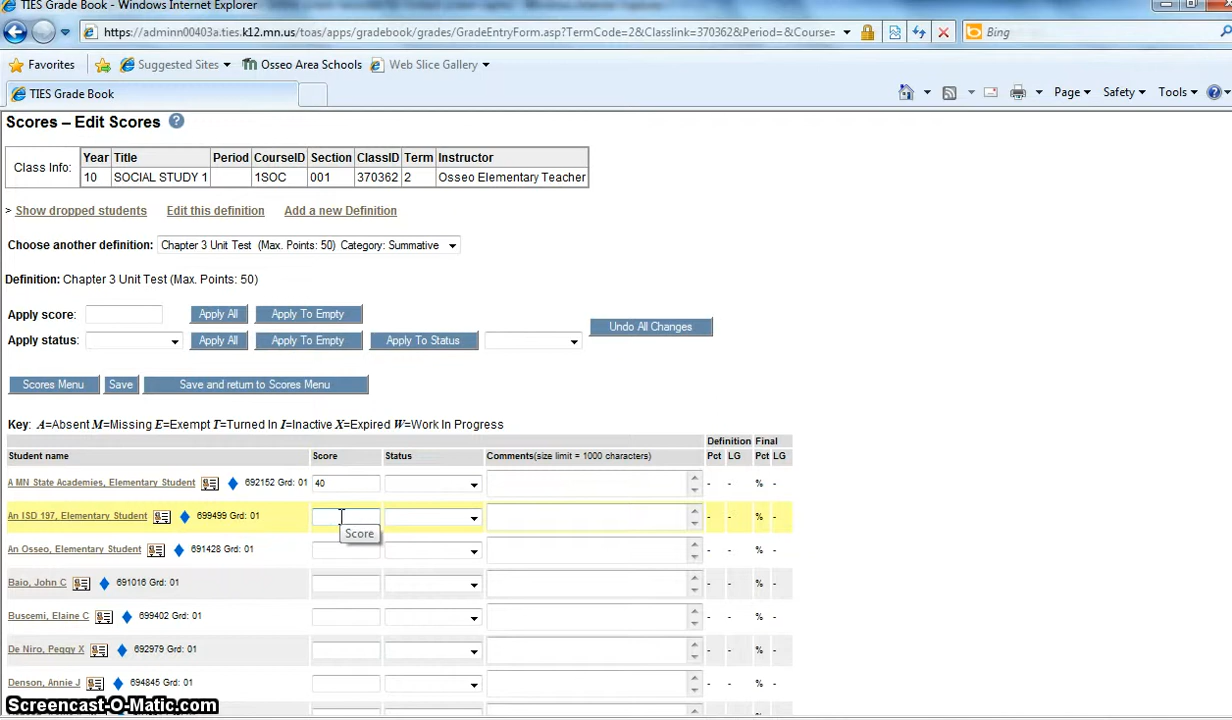 TIES Grade Book - Windows Internet Explorer
https://adminn00403a.ties.k12.mn.us/toas/apps/gradebook/grades/GradeEntryForm.asp?TermCode=2&Classlink=370362&Period=&Course= Bing
Favorites Suggested Sites Osseo Area Schools Web Slice Gallery
TIES Grade Book Page Safety Tools
Scores – Edit Scores
Class Info: Year Title Period CourseID Section ClassID Term Instructor
10 SOCIAL STUDY 1 1SOC 001 370362 2 Osseo Elementary Teacher
> Show dropped students Edit this definition Add a new Definition
Choose another definition: Chapter 3 Unit Test (Max. Points: 50) Category: Summative
Definition: Chapter 3 Unit Test (Max. Points: 50)
Apply score: Apply All Apply To Empty
Undo All Changes
Apply status: Apply All Apply To Empty Apply To Status
Scores Menu Save Save and return to Scores Menu
Key: A=Absent M=Missing E=Exempt T=Turned In I=Inactive X=Expired W=Work In Progress
Definition Final
Student name Score Status Comments(size limit = 1000 characters) Pct LG Pct LG
A MN State Academies, Elementary Student 692152 Grd: 01 40 - - % -
An ISD 197, Elementary Student 699499 Grd: 01 - - % -
Score
An Osseo, Elementary Student 691428 Grd: 01 - - % -
Baio, John C 691016 Grd: 01 - - % -
Buscemi, Elaine C 699402 Grd: 01 - - % -
De Niro, Peggy X 692979 Grd: 01 - - % -
Denson, Annie J 694845 Grd: 01 - - % -
Screencast-O-Matic.com